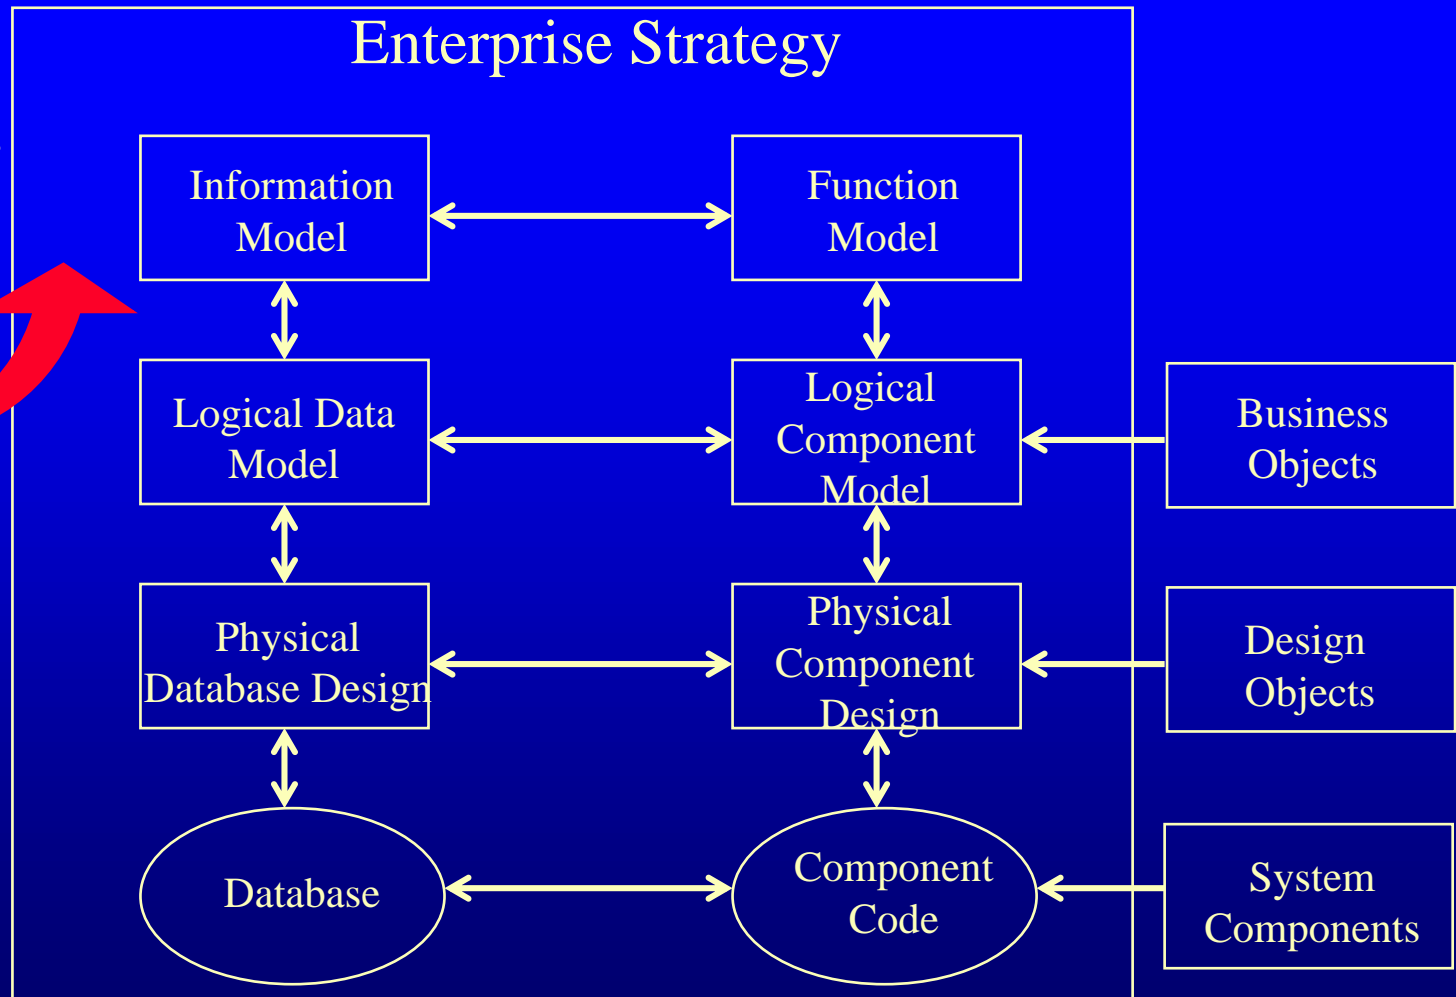 Enterprise Strategy
Information
Model
Function
Model
Logical Data
Model
Logical
Component
Model
Business
Objects
Physical
Database Design
Physical
Component
Design
Design
Objects
Database
Component
Code
System
Components